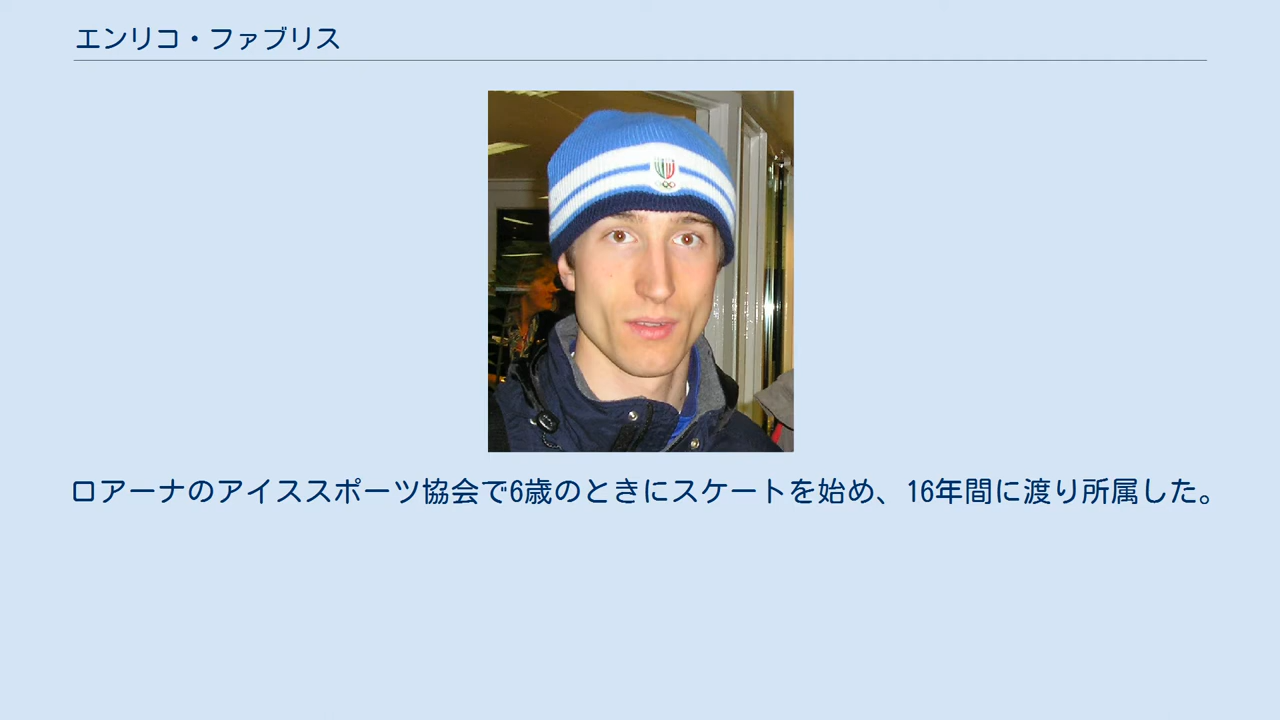 エンリコ・ファブリス
ロアーナのアイススポーツ協会で6歳のときにスケートを始め、16年間に渡り所属した。